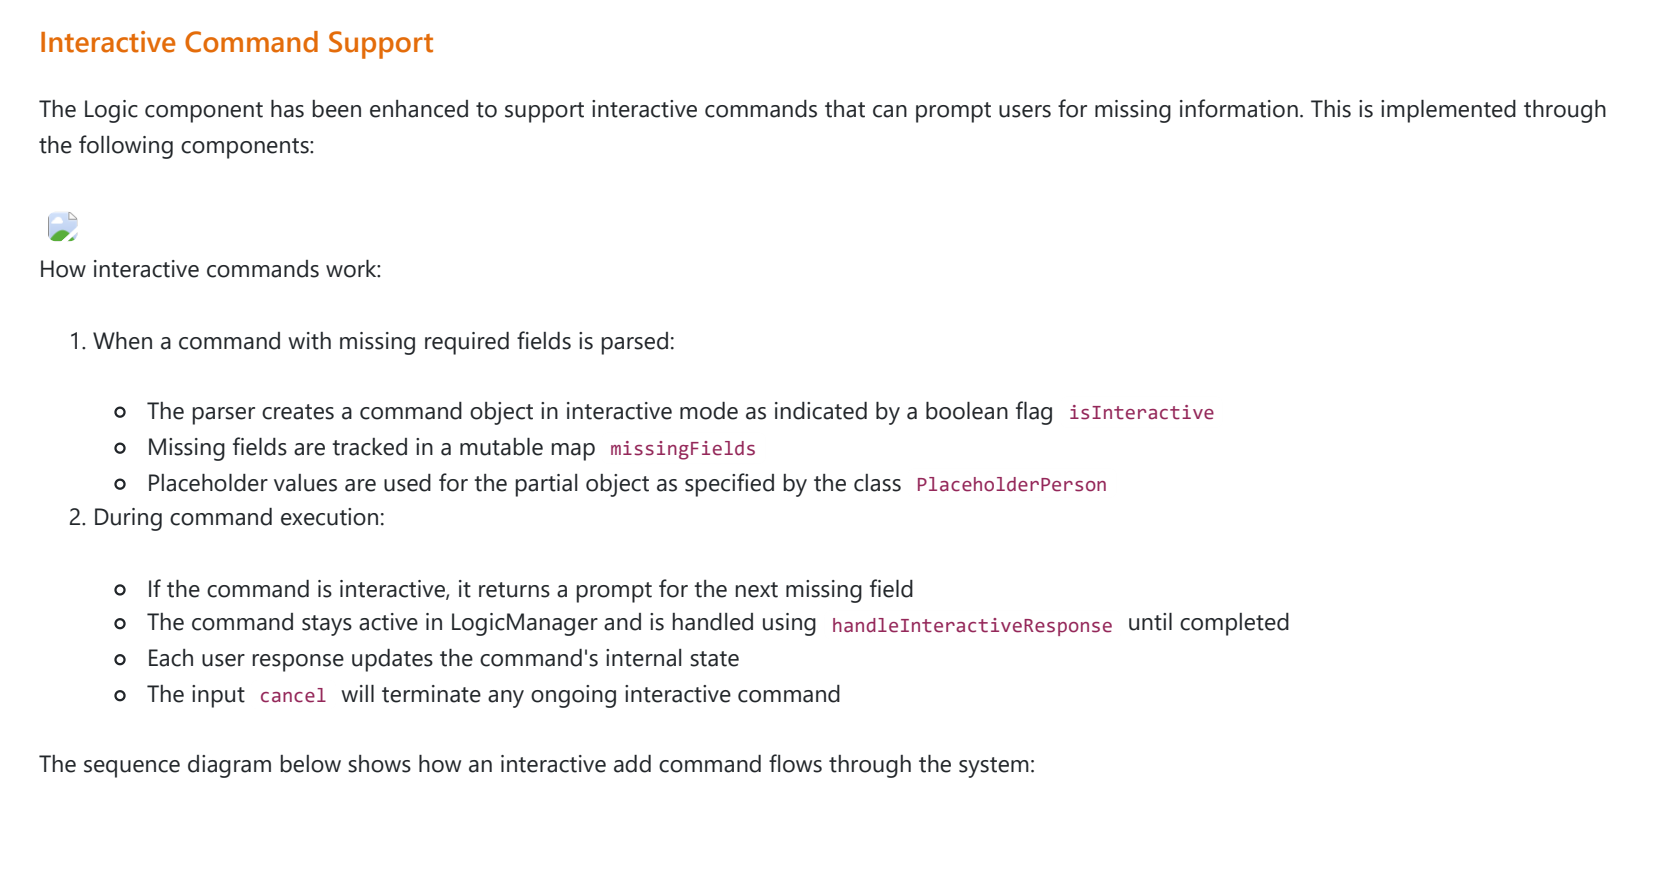 Interactive Command Support
The Logic component has been enhanced to support interactive commands that can prompt users for missing information. This is implemented through
the following components:
How interactive commands work:
1. When a command with missing required fields is parsed:
The parser creates a command object in interactive mode as indicated by a boolean flag isInteractive
Missing fields are tracked in a mutable map missingFields
Placeholder values are used for the partial object as specified by the class PlaceholderPerson
2. During command execution:
If the command is interactive, it returns a prompt for the next missing field
The command stays active in LogicManager and is handled using handleInteractiveResponse until completed
Each user response updates the command's internal state
The input cancel will terminate any ongoing interactive command
The sequence diagram below shows how an interactive add command flows through the system: